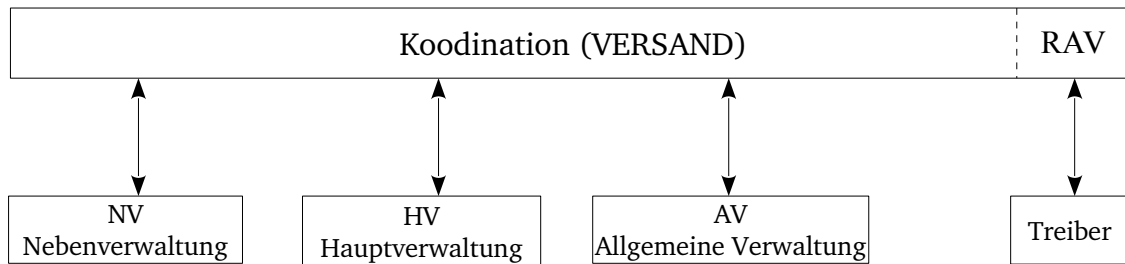 Koodination (VERSAND)
RAV
NV
Nebenverwaltung
HV
Hauptverwaltung
AV
Allgemeine Verwaltung
Treiber